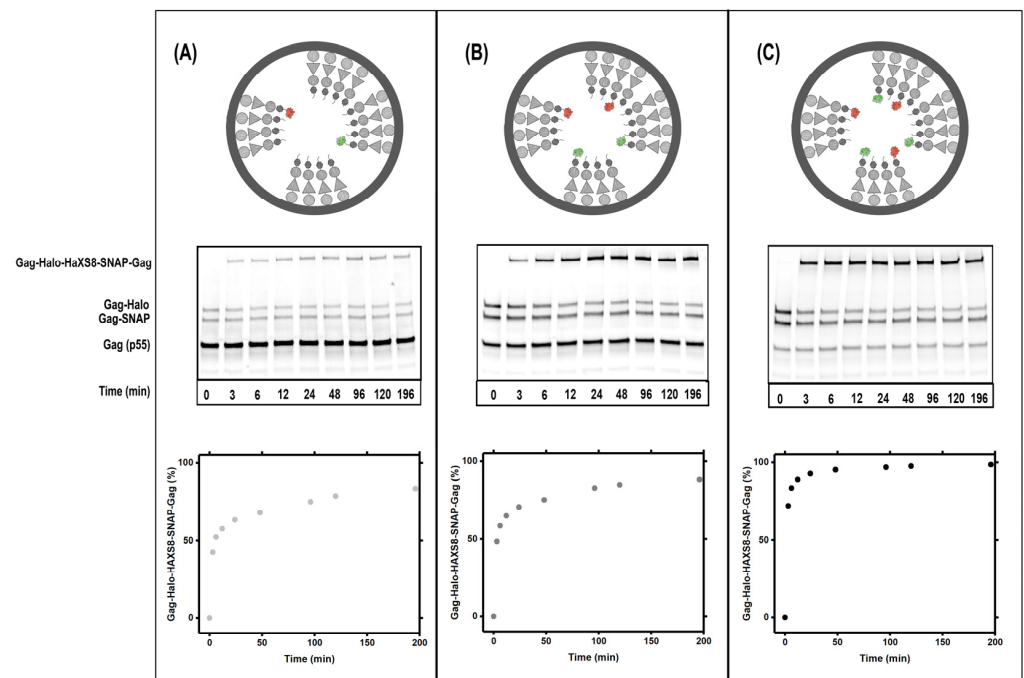 (A)
(B)
(C)
Gag-Halo-HaXS8-SNAP-Gag
Gag-Halo
Gag-SNAP
Gag (p55)
Time (min)
0 3 6 12 24 48 96 120 196
0 3 6 12 24 48 96 120 196
0 3 6 12 24 48 96 120 196
Gag-Halo-HAXS8-SNAP-Gag (%)
100
50
0
0 50 100 150 200
Time (min)
Gag-Halo-HAXS8-SNAP-Gag (%)
100
50
0
0 50 100 150 200
Time (min)
Gag-Halo-HAXS8-SNAP-Gag (%)
100
50
0
0 50 100 150 200
Time (min)